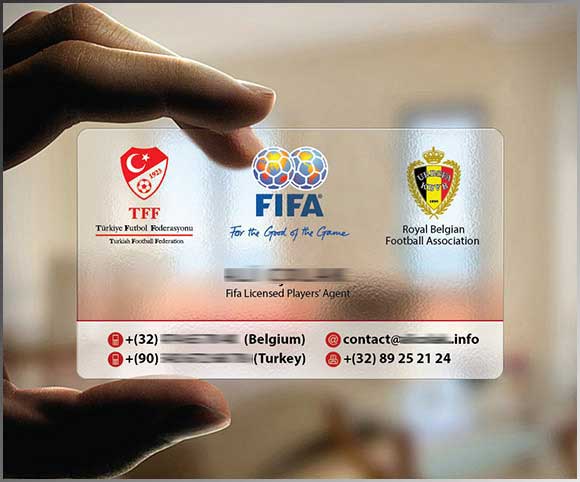 1923
TFF
Türkiye Futbol Federasyonu
Turkish Football Federation
FIFA®
For the Good of the Game
Royal Belgian
Football Association
Fifa Licensed Players' Agent
+(32) (Belgium)
contact@ .info
+(90) (Turkey)
+(32) 89 25 21 24